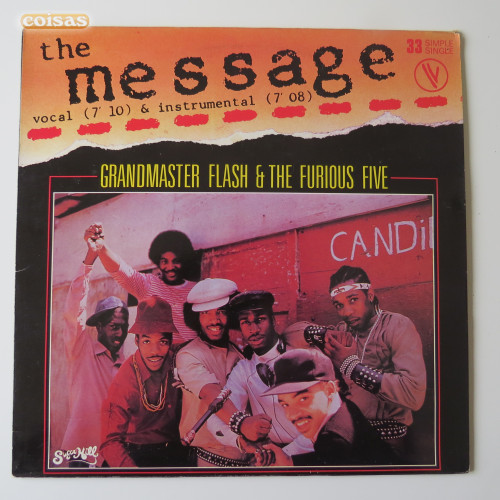 coisas
the
message
33 SIMPLE
SINGLE
vocal (7' 10) & instrumental (7' 08)
GRANDMASTER FLASH & THE FURIOUS FIVE
CANDi
Sugar Hill